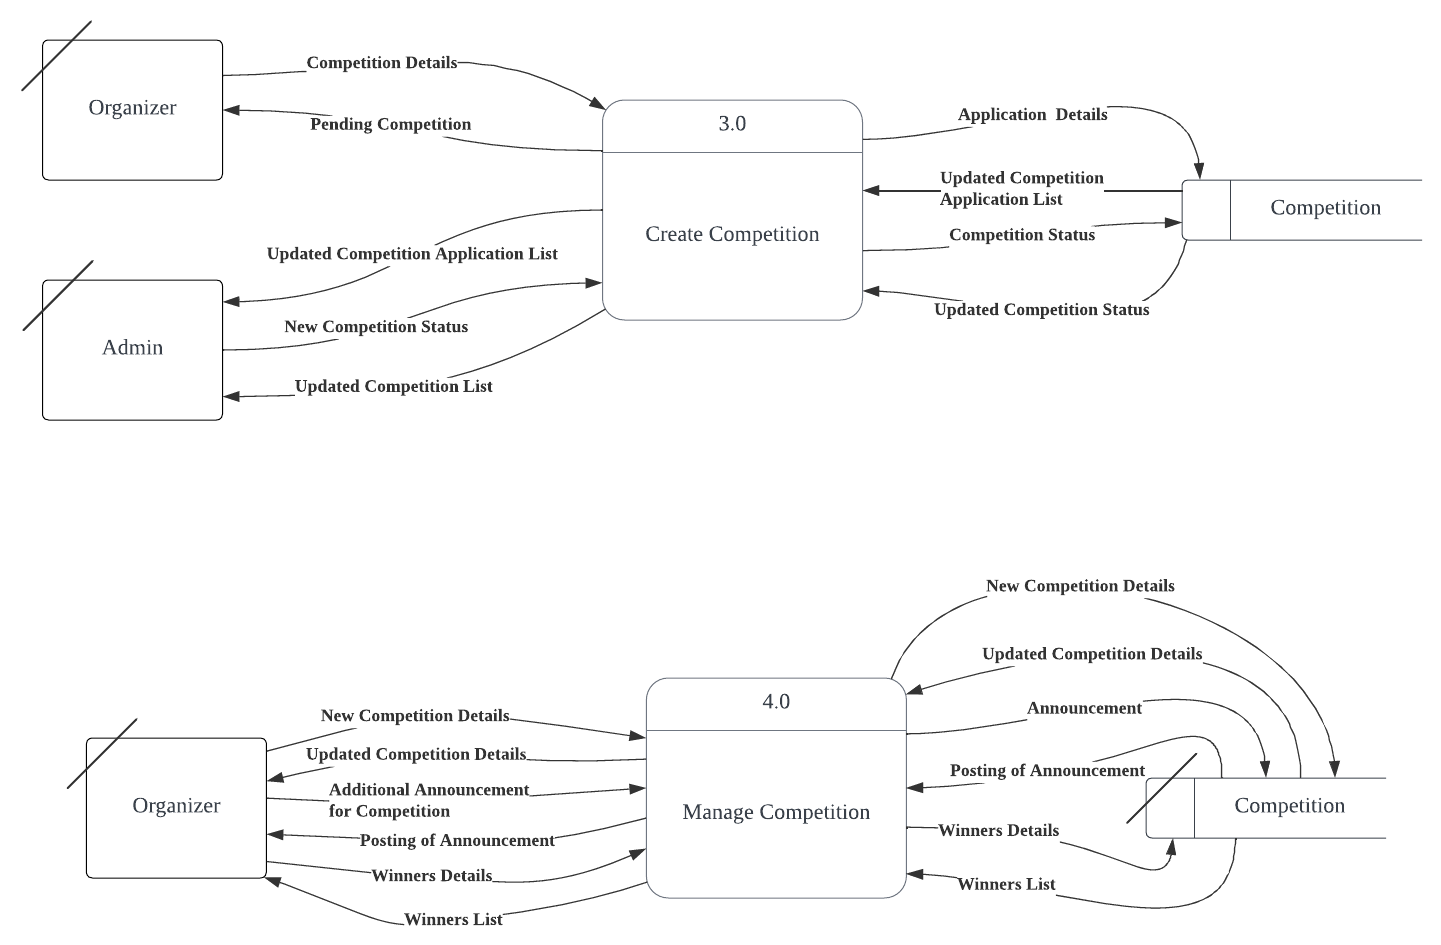 Competition Details
Organizer
Pending Competition
3.0
Create Competition
Application Details
Updated Competition
Application List
Competition
Competition Status
Updated Competition Status
Updated Competition Application List
New Competition Status
Admin
Updated Competition List
New Competition Details
Updated Competition Details
4.0
Announcement
New Competition Details
Updated Competition Details
Posting of Announcement
Additional Announcement
for Competition
Organizer
Manage Competition
Competition
Posting of Announcement
Winners Details
Winners Details
Winners List
Winners List